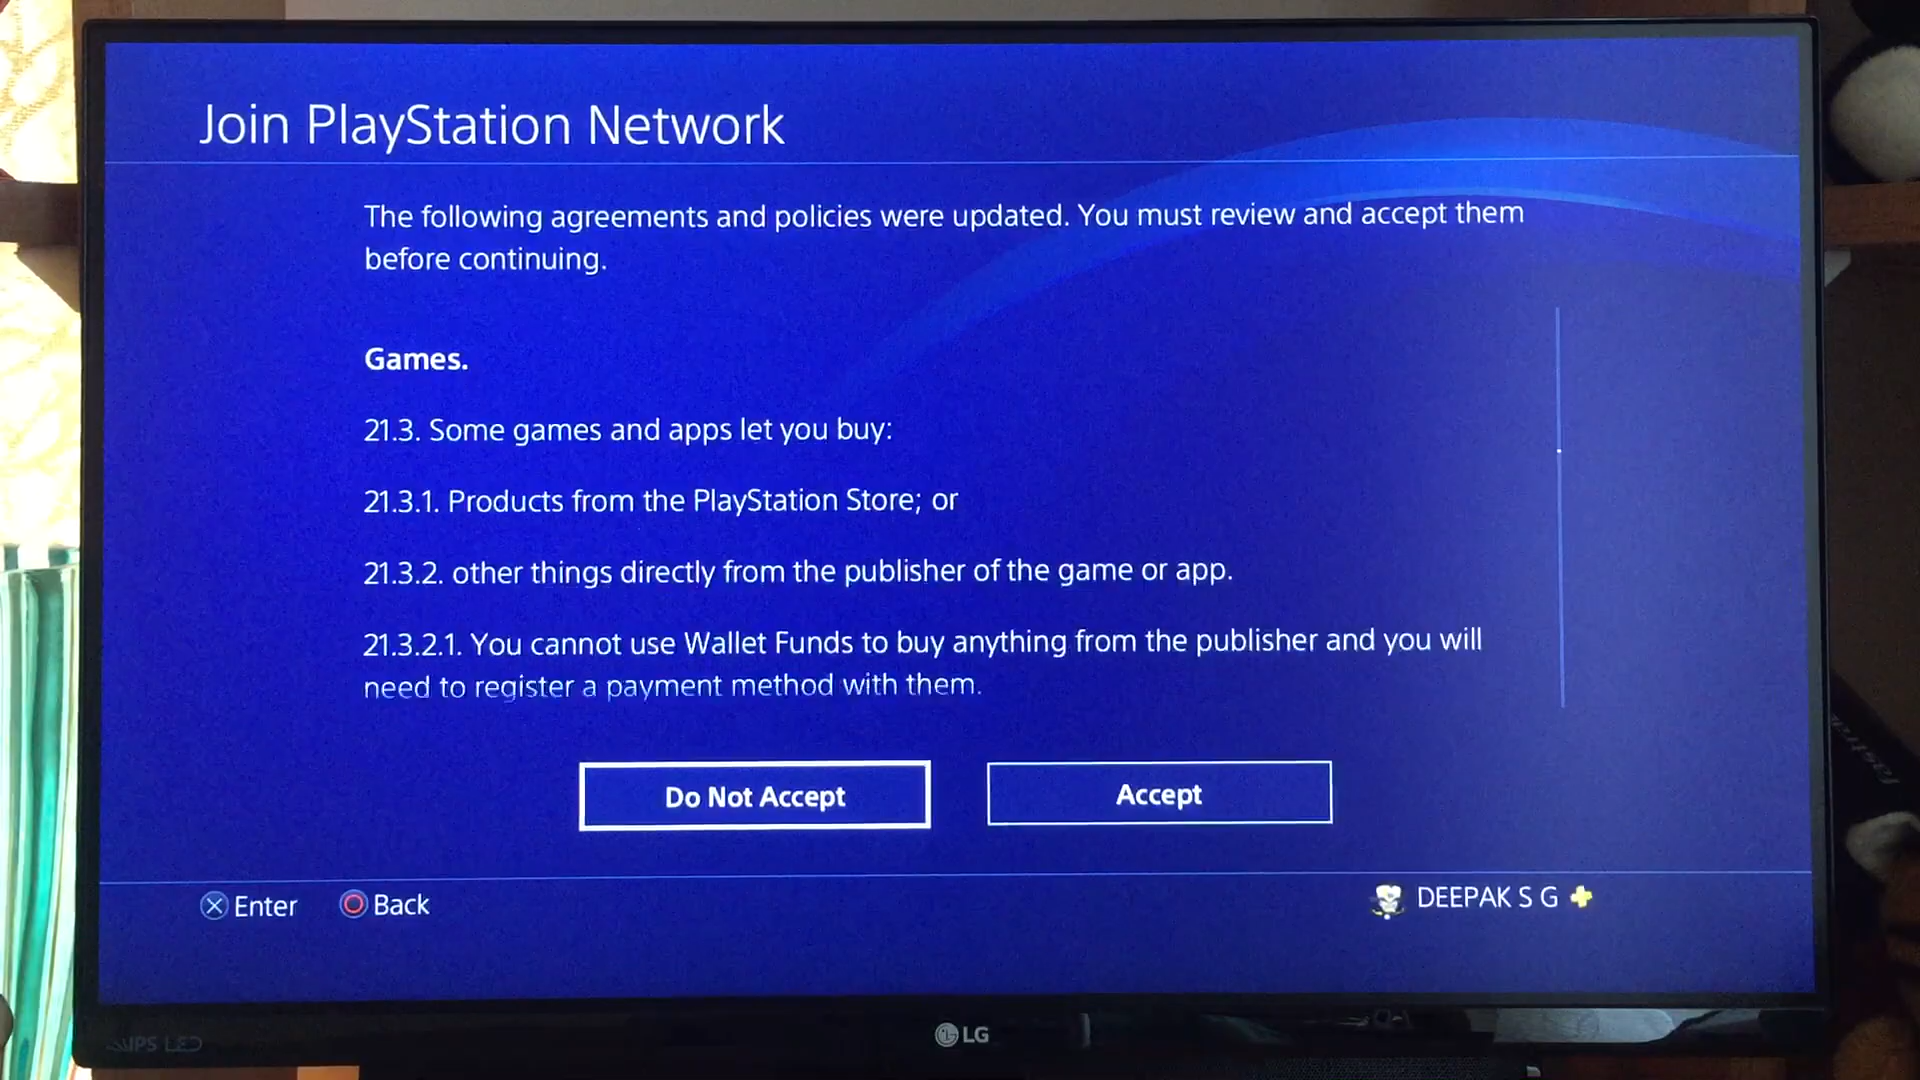 Join PlayStation Network
The following agreements and policies were updated. You must review and accept them
before continuing.
Games.
21.3. Some games and apps let you buy:
21.3.1. Products from the PlayStation Store; or
21.3.2. other things directly from the publisher of the game or app.
21.3.2.1. You cannot use Wallet Funds to buy anything from the publisher and you will
need to register a payment method with them.
Do Not Accept
Accept
Enter
Back
DEEPAK S G
IPS LED
LG